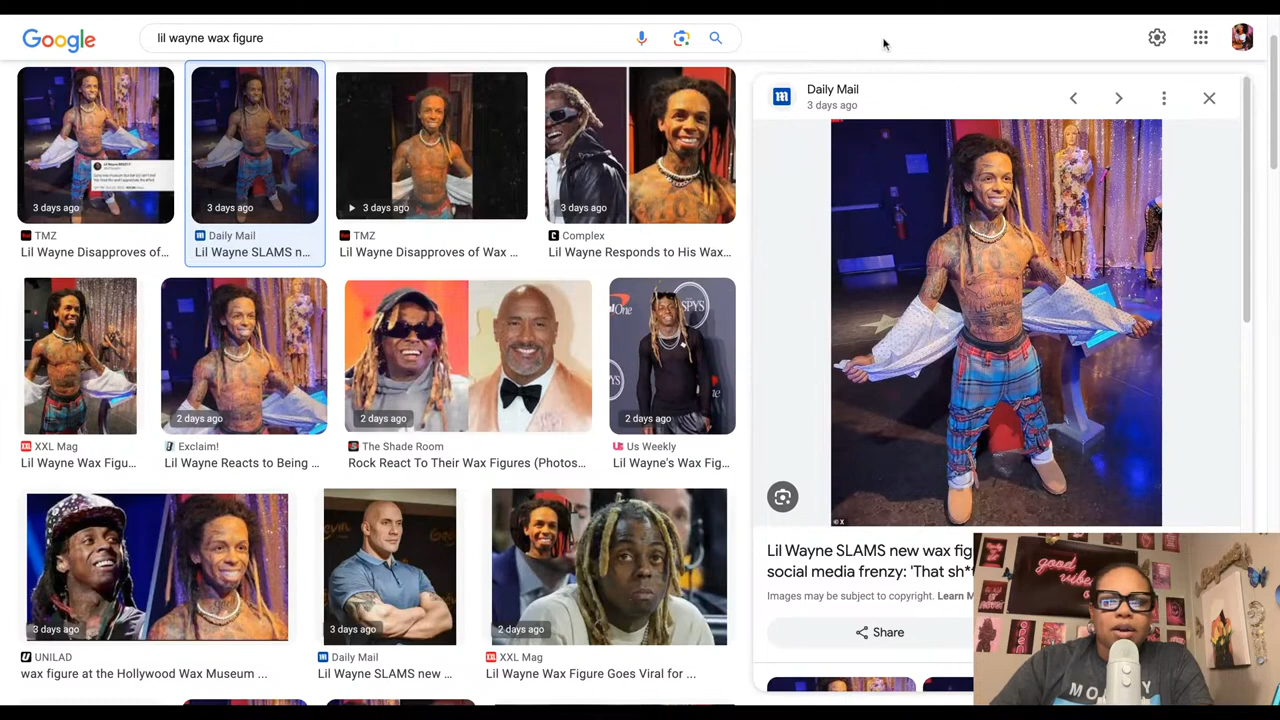 Google
lil wayne wax figure
Daily Mail
3 days ago
3 days ago
3 days ago
3 days ago
3 days ago
TMZ
Daily Mail
TMZ
Complex
Lil Wayne Disapproves of...
Lil Wayne SLAMS n...
Lil Wayne Disapproves of Wax ...
Lil Wayne Responds to His Wax...
SPYS
2 days ago
2 days ago
2 days ago
XXL Mag
Exclaim!
The Shade Room
Us Weekly
Lil Wayne Wax Figu...
Lil Wayne Reacts to Being ...
Rock React To Their Wax Figures (Photos...
Lil Wayne's Wax Fig...
3 days ago
3 days ago
2 days ago
UNILAD
Daily Mail
XXL Mag
wax figure at the Hollywood Wax Museum ...
Lil Wayne SLAMS new ...
Lil Wayne Wax Figure Goes Viral for ...
© X
Lil Wayne SLAMS new wax fig
social media frenzy: 'That sh*t
Images may be subject to copyright. Learn M
Share
good
vibes